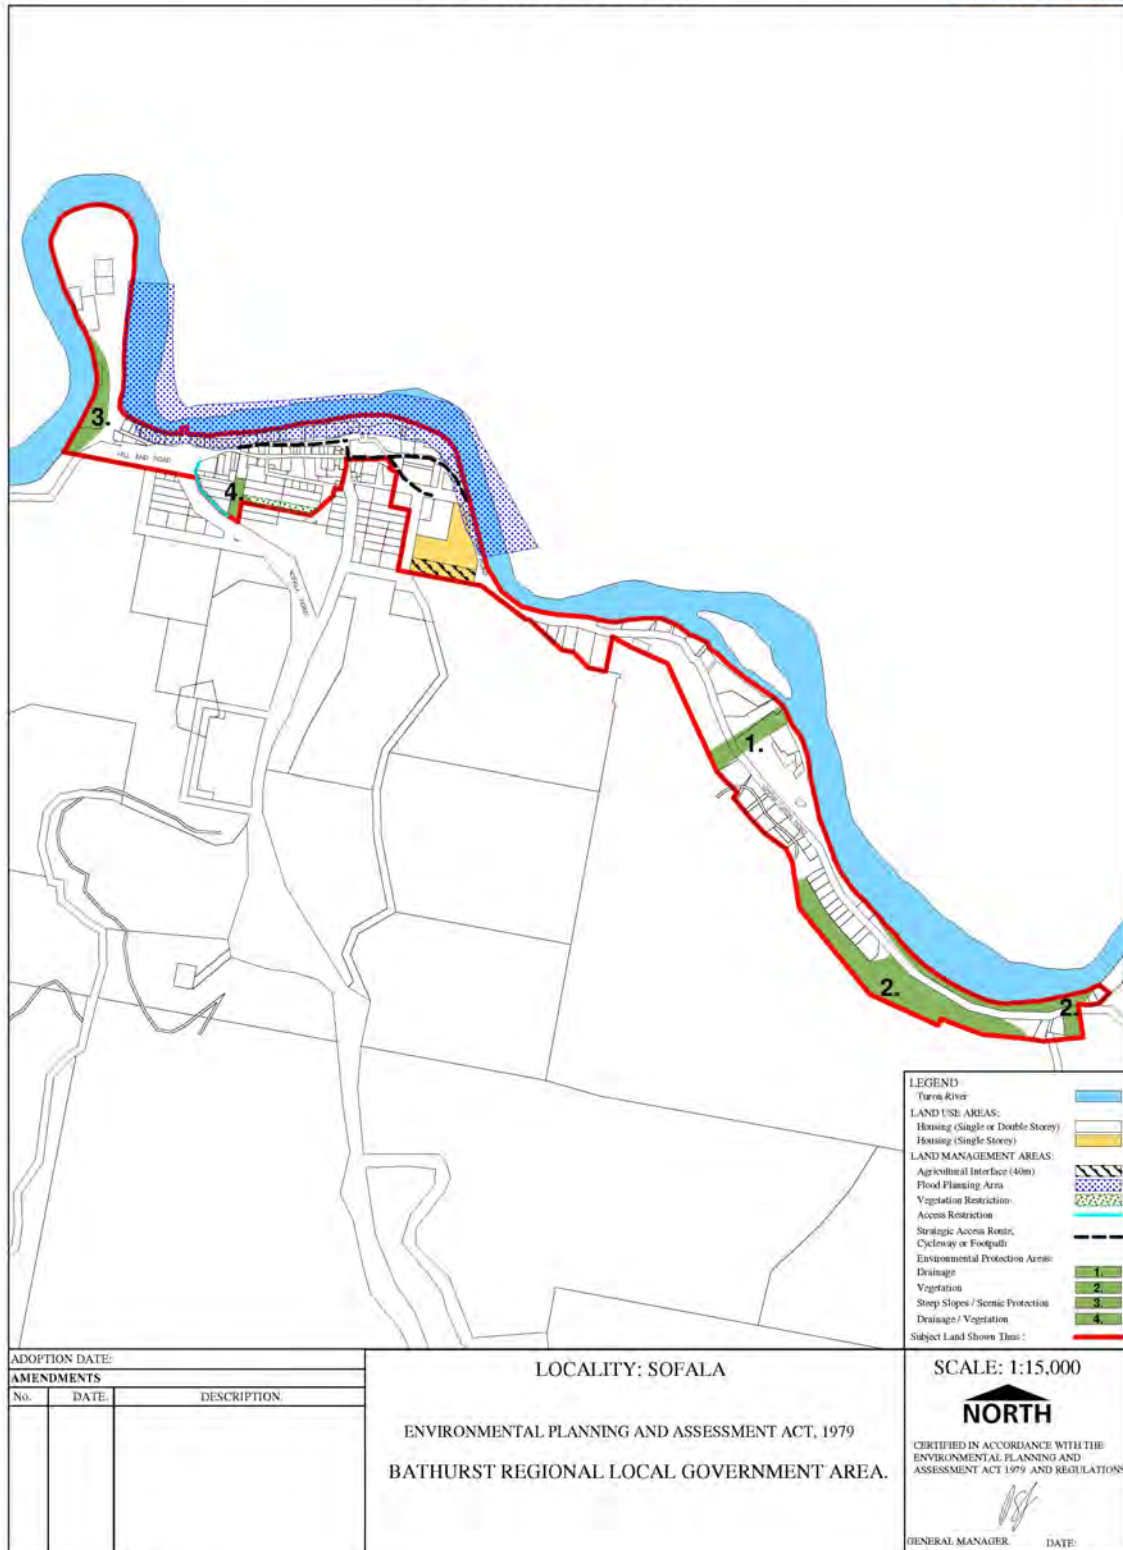 3.
HILL END ROAD
4.
1.
2.
2.
LEGEND
Turon River
LAND USE AREAS:
Housing (Single or Double Storey)
Housing (Single Storey)
LAND MANAGEMENT AREAS:
Agricultural Interface (40m)
Flood Planning Area
Vegetation Restriction
Access Restriction
Strategic Access Route,
Cycleway or Footpath
Environmental Protection Areas:
Drainage 1.
Vegetation 2.
Steep Slopes / Scenic Protection 3.
Drainage / Vegetation 4.
Subject Land Shown Thus :
ADOPTION DATE:
AMENDMENTS
No. DATE. DESCRIPTION.
LOCALITY: SOFALA
ENVIRONMENTAL PLANNING AND ASSESSMENT ACT, 1979
BATHURST REGIONAL LOCAL GOVERNMENT AREA.
SCALE: 1:15,000
NORTH
CERTIFIED IN ACCORDANCE WITH THE
ENVIRONMENTAL PLANNING AND
ASSESSMENT ACT 1979 AND REGULATIONS
GENERAL MANAGER. DATE: